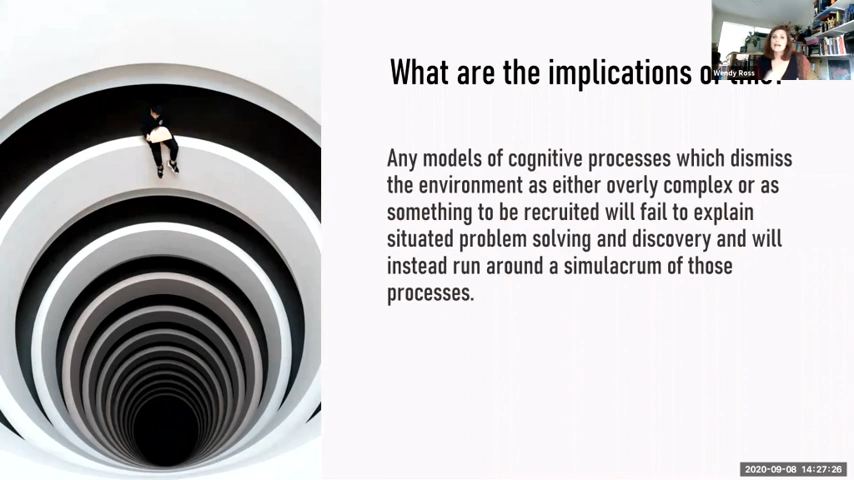 What are the implications of this?
Wendy Ross
Any models of cognitive processes which dismiss
the environment as either overly complex or as
something to be recruited will fail to explain
situated problem solving and discovery and will
instead run around a simulacrum of those
processes.
2020-09-08 14:27:26